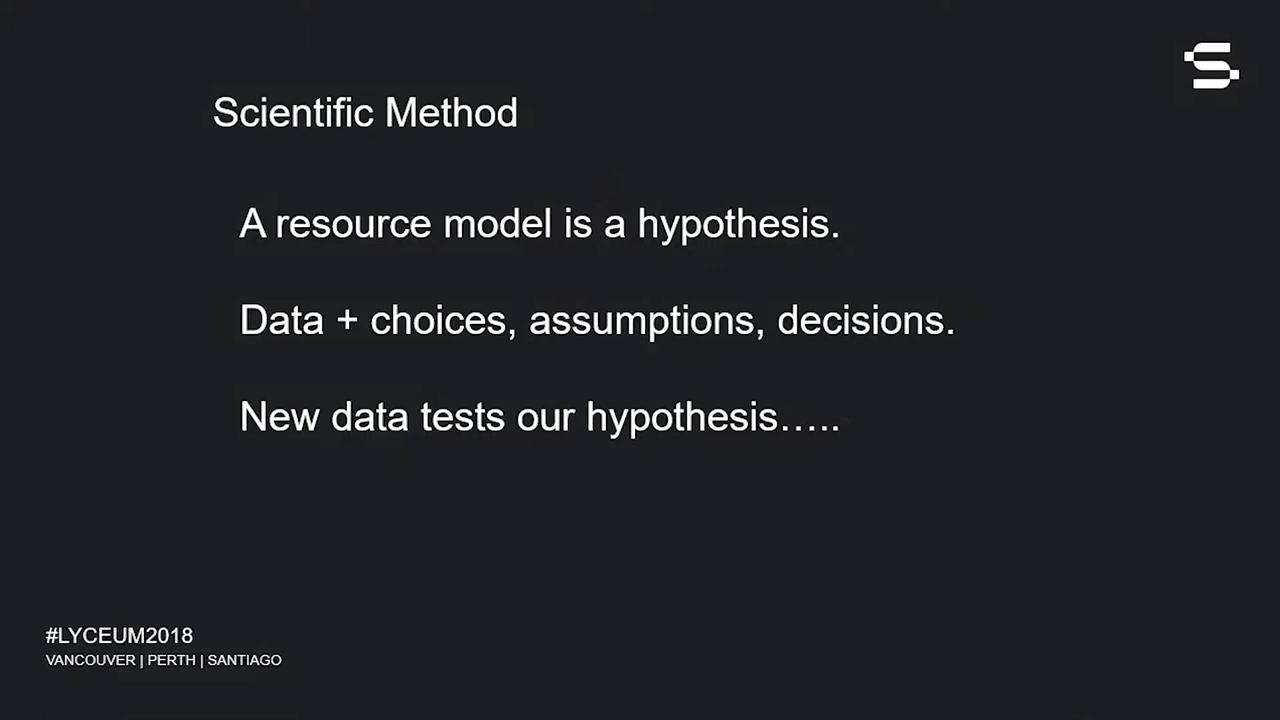 Scientific Method
A resource model is a hypothesis.
Data + choices, assumptions, decisions.
New data tests our hypothesis…..
#LYCEUM2018
VANCOUVER | PERTH | SANTIAGO